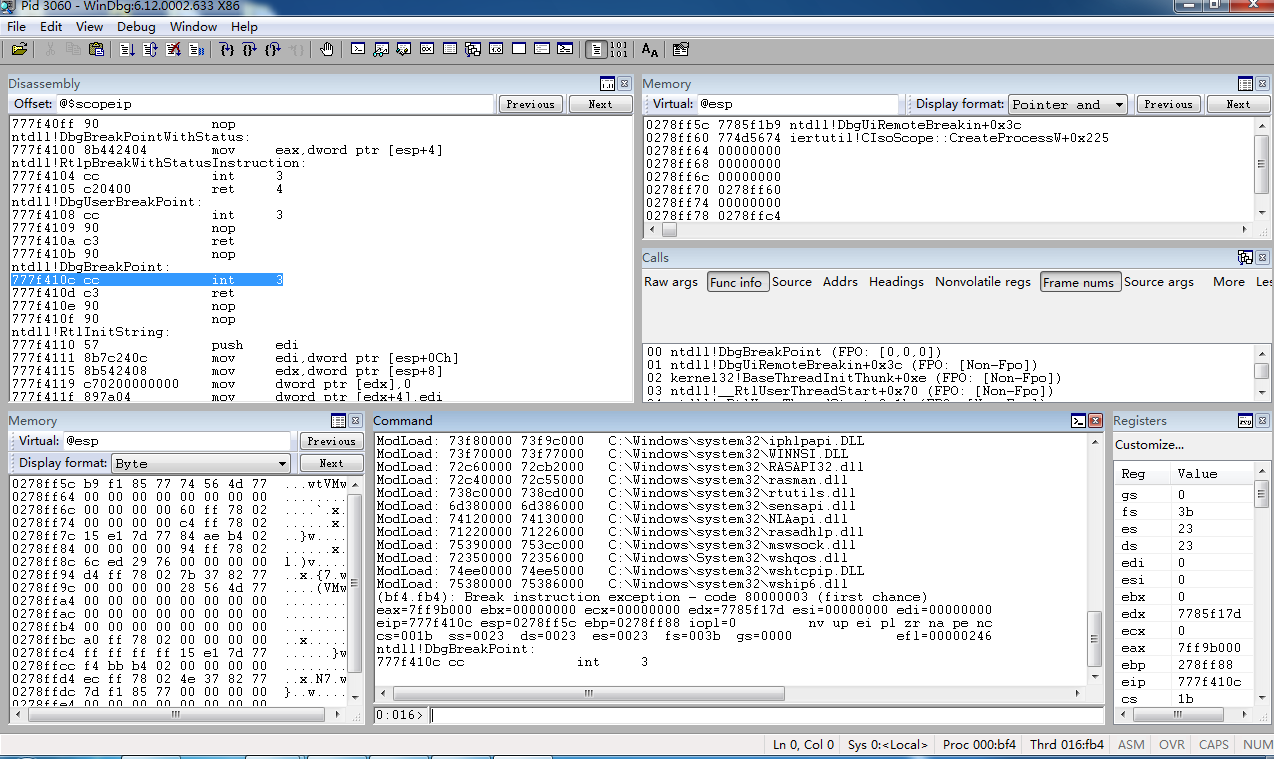 Pid 3060 - WinDbg:6.12.0002.633 X86
File Edit View Debug Window Help
Disassembly
Offset: @$scopeip Previous Next
777f40ff 90 nop
ntdll!DbgBreakPointWithStatus:
777f4100 8b442404 mov eax,dword ptr [esp+4]
ntdll!RtlpBreakWithStatusInstruction:
777f4104 cc int 3
777f4105 c20400 ret 4
ntdll!DbgUserBreakPoint:
777f4108 cc int 3
777f4109 90 nop
777f410a c3 ret
777f410b 90 nop
ntdll!DbgBreakPoint:
777f410c cc int 3
777f410d c3 ret
777f410e 90 nop
777f410f 90 nop
ntdll!RtlInitString:
777f4110 57 push edi
777f4111 8b7c240c mov edi,dword ptr [esp+0Ch]
777f4115 8b542408 mov edx,dword ptr [esp+8]
777f4119 c70200000000 mov dword ptr [edx],0
777f411f 897a04 mov dword ptr [edx+4],edi
Memory
Virtual: @esp Display format: Pointer and Previous Next
0278ff5c 7785f1b9 ntdll!DbgUiRemoteBreakin+0x3c
0278ff60 774d5674 iertutil!CIsoScope::CreateProcessW+0x225
0278ff64 00000000
0278ff68 00000000
0278ff6c 00000000
0278ff70 0278ff60
0278ff74 00000000
0278ff78 0278ffc4
Calls
Raw args Func info Source Addrs Headings Nonvolatile regs Frame nums Source args More Les
00 ntdll!DbgBreakPoint (FPO: [0,0,0])
01 ntdll!DbgUiRemoteBreakin+0x3c (FPO: [Non-Fpo])
02 kernel32!BaseThreadInitThunk+0xe (FPO: [Non-Fpo])
03 ntdll!__RtlUserThreadStart+0x70 (FPO: [Non-Fpo])
Memory
Virtual: @esp Previous
Display format: Byte Next
0278ff5c b9 f1 85 77 74 56 4d 77 ...wtVMw
0278ff64 00 00 00 00 00 00 00 00 ........
0278ff6c 00 00 00 00 60 ff 78 02 ....`.x.
0278ff74 00 00 00 00 c4 ff 78 02 ......x.
0278ff7c 15 e1 7d 77 84 ae b4 02 ..}w....
0278ff84 00 00 00 00 94 ff 78 02 ......x.
0278ff8c 6c ed 29 76 00 00 00 00 l.)v....
0278ff94 d4 ff 78 02 7b 37 82 77 ..x.{7.w
0278ff9c 00 00 00 00 28 56 4d 77 ....(VMw
0278ffa4 00 00 00 00 00 00 00 00 ........
0278ffac 00 00 00 00 00 00 00 00 ........
0278ffb4 00 00 00 00 00 00 00 00 ........
0278ffbc a0 ff 78 02 00 00 00 00 ..x.....
0278ffc4 ff ff ff ff 15 e1 7d 77 ......}w
0278ffcc f4 bb b4 02 00 00 00 00 ........
0278ffd4 ec ff 78 02 4e 37 82 77 ..x.N7.w
0278ffdc 7d f1 85 77 00 00 00 00 }..w....
Command
ModLoad: 73f80000 73f9c000 C:\Windows\system32\iphlpapi.DLL
ModLoad: 73f70000 73f77000 C:\Windows\system32\WINNSI.DLL
ModLoad: 72c60000 72cb2000 C:\Windows\system32\RASAPI32.dll
ModLoad: 72c40000 72c55000 C:\Windows\system32\rasman.dll
ModLoad: 738c0000 738cd000 C:\Windows\system32\rtutils.dll
ModLoad: 6d380000 6d386000 C:\Windows\system32\sensapi.dll
ModLoad: 74120000 74130000 C:\Windows\system32\NLAapi.dll
ModLoad: 71220000 71226000 C:\Windows\system32\rasadhlp.dll
ModLoad: 75390000 753cc000 C:\Windows\system32\mswsock.dll
ModLoad: 72350000 72356000 C:\Windows\system32\wshqos.dll
ModLoad: 74ee0000 74ee5000 C:\Windows\system32\wshtcpip.DLL
ModLoad: 75380000 75386000 C:\Windows\system32\wship6.dll
(bf4.fb4): Break instruction exception - code 80000003 (first chance)
eax=7ff9b000 ebx=00000000 ecx=00000000 edx=7785f17d esi=00000000 edi=00000000
eip=777f410c esp=0278ff5c ebp=0278ff88 iopl=0 nv up ei pl zr na pe nc
cs=001b ss=0023 ds=0023 es=0023 fs=003b gs=0000 efl=00000246
ntdll!DbgBreakPoint:
777f410c cc int 3
0:016>
Registers
Customize...
Reg Value
gs 0
fs 3b
es 23
ds 23
edi 0
esi 0
ebx 0
edx 7785f17d
ecx 0
eax 7ff9b000
ebp 278ff88
eip 777f410c
cs 1b
Ln 0, Col 0 Sys 0:<Local> Proc 000:bf4 Thrd 016:fb4 ASM OVR CAPS NUM